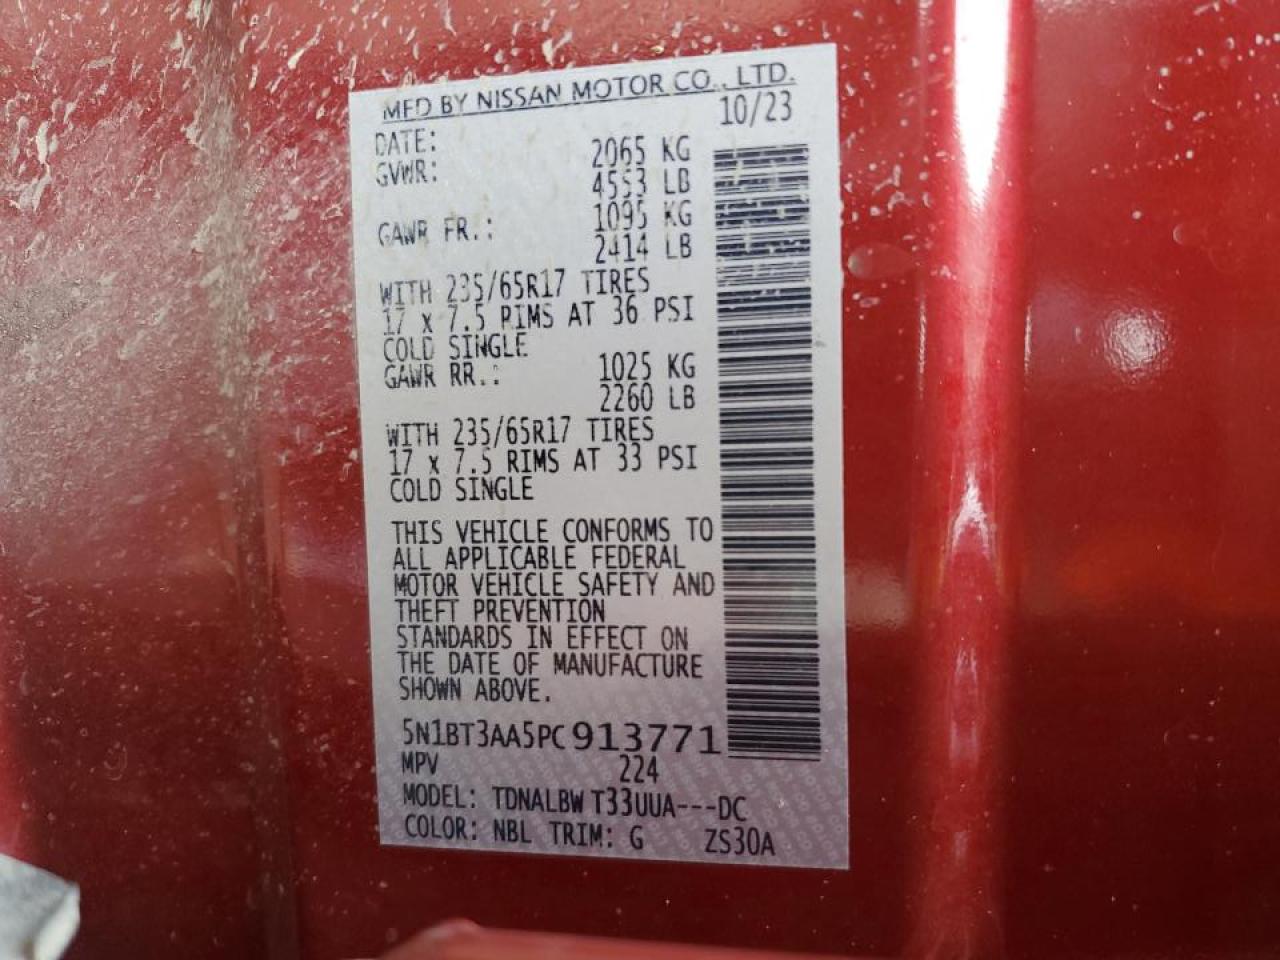 MFD BY NISSAN MOTOR CO., LTD.
DATE: 10/23
GVWR: 2065 KG
4553 LB
GAWR FR.: 1095 KG
2414 LB
WITH 235/65R17 TIRES
17 x 7.5 RIMS AT 36 PSI
COLD SINGLE
GAWR RR.: 1025 KG
2260 LB
WITH 235/65R17 TIRES
17 x 7.5 RIMS AT 33 PSI
COLD SINGLE
THIS VEHICLE CONFORMS TO
ALL APPLICABLE FEDERAL
MOTOR VEHICLE SAFETY AND
THEFT PREVENTION
STANDARDS IN EFFECT ON
THE DATE OF MANUFACTURE
SHOWN ABOVE.
5N1BT3AA5PC913771
MPV 224
MODEL: TDNALBW T33UUA---DC
COLOR: NBL TRIM: G ZS30A